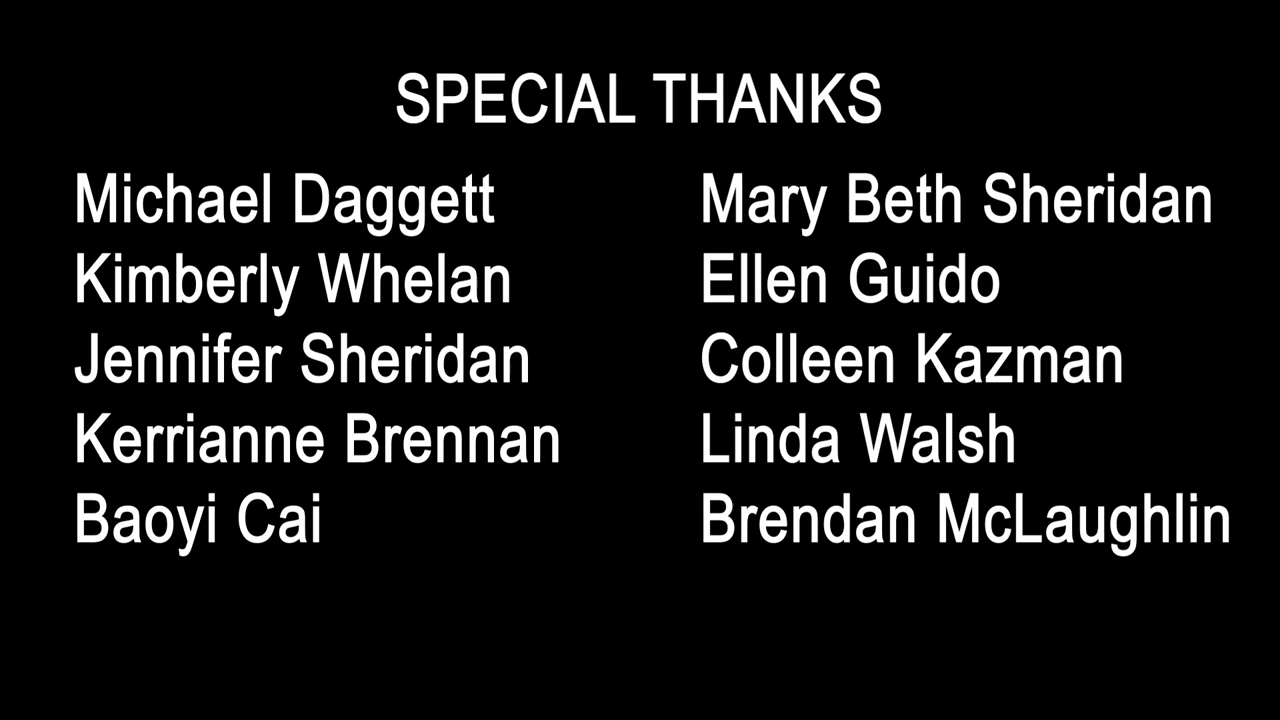 SPECIAL THANKS
Michael Daggett
Kimberly Whelan
Jennifer Sheridan
Kerrianne Brennan
Baoyi Cai
Mary Beth Sheridan
Ellen Guido
Colleen Kazman
Linda Walsh
Brendan McLaughlin